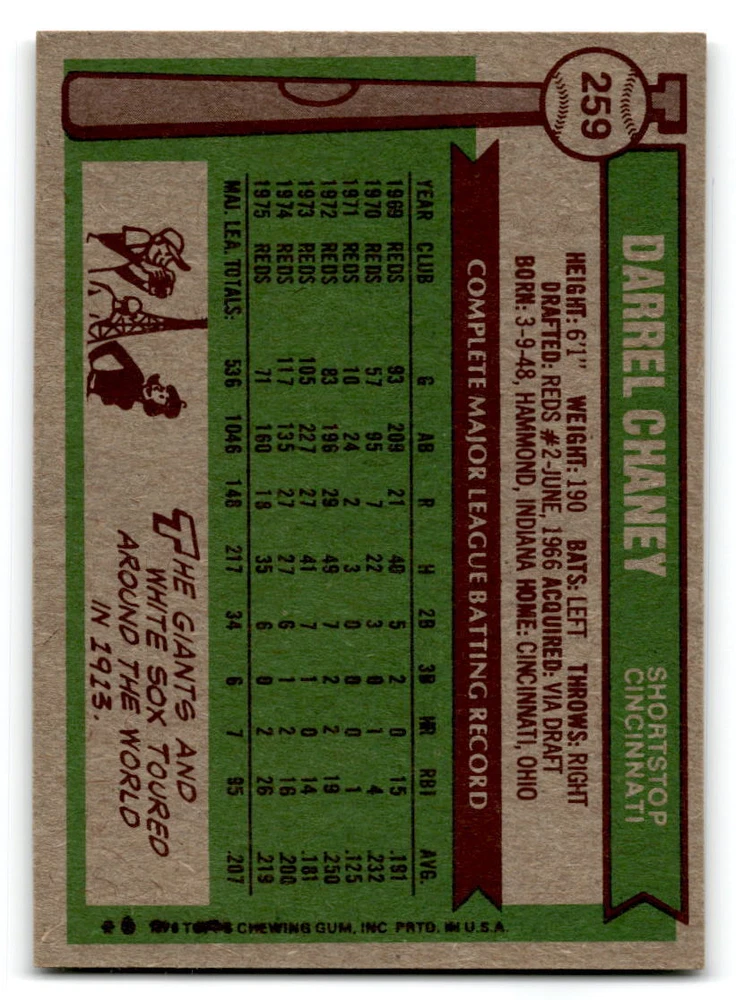 259
DARREL CHANEY
SHORTSTOP
CINCINNATI
HEIGHT: 6'1" WEIGHT: 190 BATS: LEFT THROWS: RIGHT
DRAFTED: REDS #2-JUNE, 1966 ACQUIRED: VIA DRAFT
BORN: 3-9-48, HAMMOND, INDIANA HOME: CINCINNATI, OHIO
COMPLETE MAJOR LEAGUE BATTING RECORD
YEAR CLUB G AB R H 2B 3B HR RBI AVG.
1969 REDS 93 209 21 40 5 2 0 15 .191
1970 REDS 57 95 7 22 3 0 1 4 .232
1971 REDS 10 24 2 3 0 0 0 1 .125
1972 REDS 83 196 29 49 7 2 2 19 .250
1973 REDS 105 227 27 41 7 1 0 14 .181
1974 REDS 117 135 27 27 6 1 2 16 .200
1975 REDS 71 160 18 35 6 0 2 26 .219
MAJ. LEA. TOTALS: 536 1046 148 217 34 6 7 95 .207
THE GIANTS AND
WHITE SOX TOURED
AROUND THE WORLD
IN 1913.
CHEWING GUM, INC PRTD. IN U.S.A.